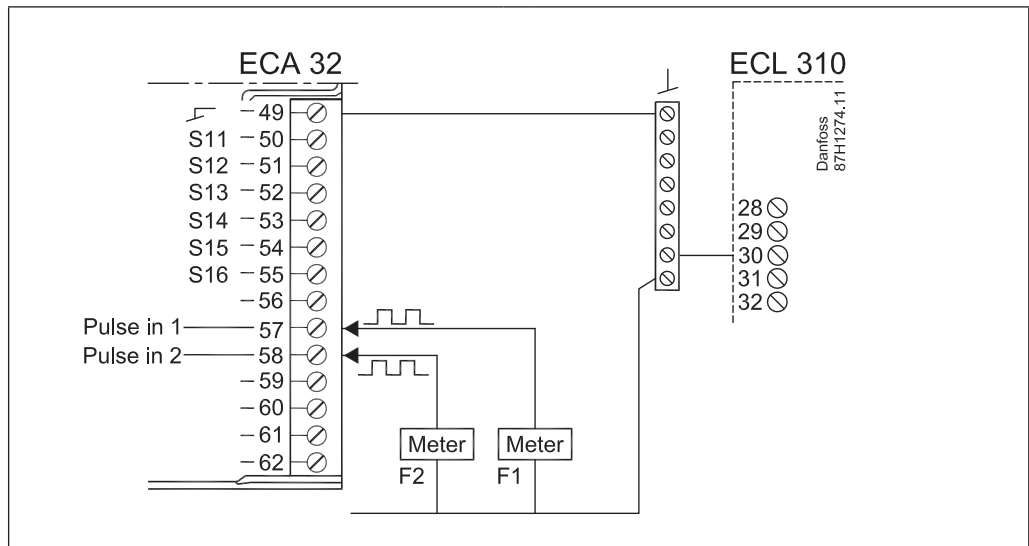 ECA 32
ECL 310
49
S11 50
S12 51
S13 52
S14 53
S15 54
S16 55
56
Pulse in 1 57
Pulse in 2 58
59
60
61
62
Meter
F2
Meter
F1
Danfoss
87H1274.11
28
29
30
31
32